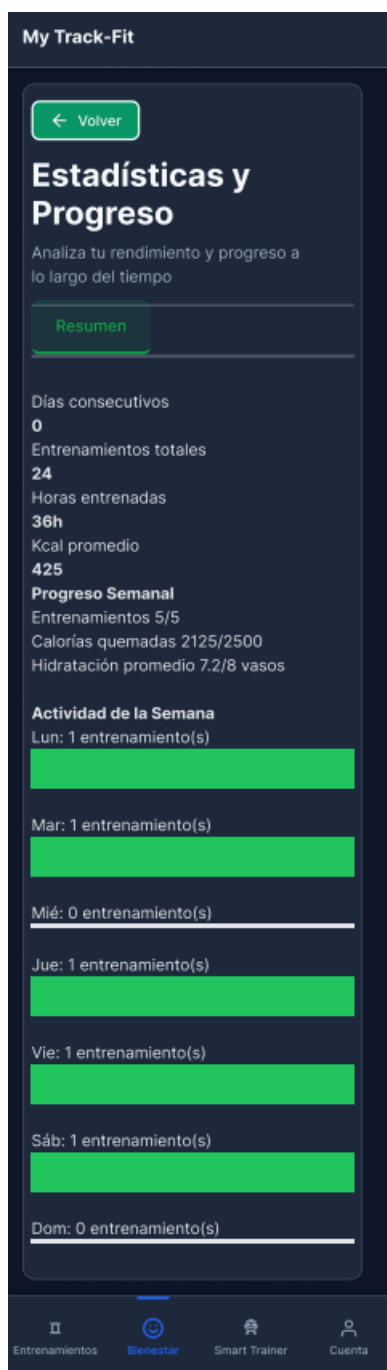 My Track-Fit
← Volver
Estadísticas y
Progreso
Analiza tu rendimiento y progreso a
lo largo del tiempo
Resumen
Días consecutivos
0
Entrenamientos totales
24
Horas entrenadas
36h
Kcal promedio
425
Progreso Semanal
Entrenamientos 5/5
Calorías quemadas 2125/2500
Hidratación promedio 7.2/8 vasos
Actividad de la Semana
Lun: 1 entrenamiento(s)
Mar: 1 entrenamiento(s)
Mié: 0 entrenamiento(s)
Jue: 1 entrenamiento(s)
Vie: 1 entrenamiento(s)
Sáb: 1 entrenamiento(s)
Dom: 0 entrenamiento(s)
Entrenamientos Bienestar Smart Trainer Cuenta